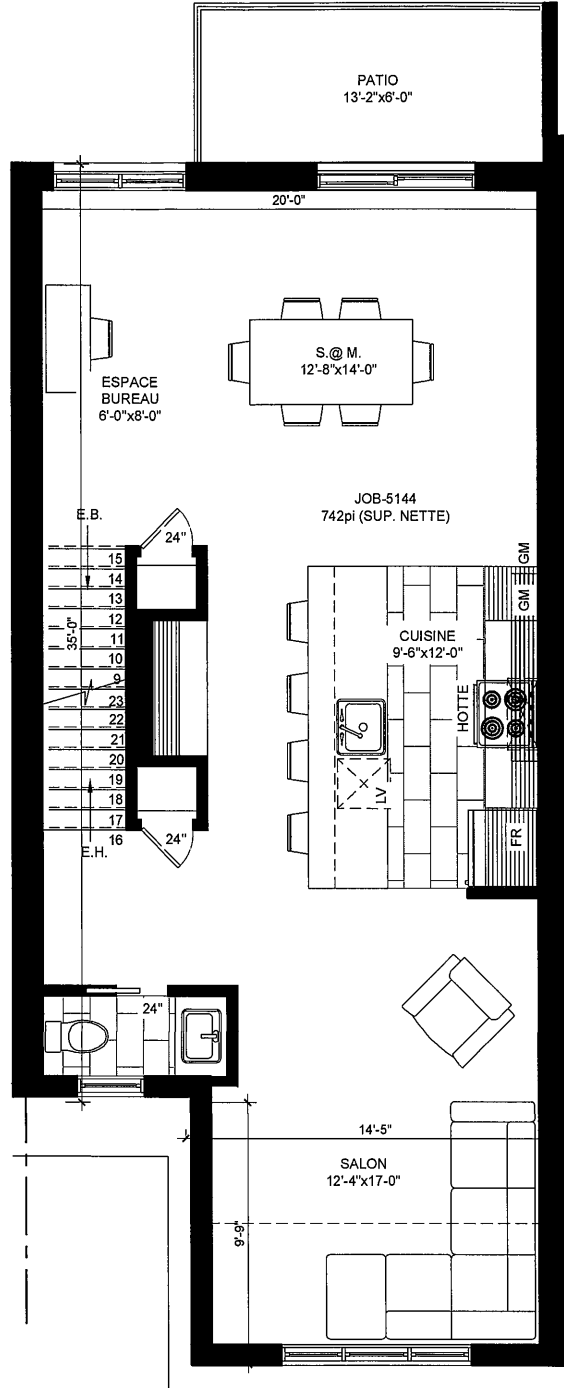 PATIO
13'-2"x6'-0"
20'-0"
S.@ M.
12'-8"x14'-0"
ESPACE
BUREAU
6'-0"x8'-0"
JOB-5144
742pi (SUP. NETTE)
E.B.
24"
15
14
13
12
11
10
9
23
22
21
20
19
18
17
16
35'-0"
E.H.
24"
GM
GM
CUISINE
9'-6"x12'-0"
HOTTE
LV
FR
24"
14'-5"
SALON
12'-4"x17'-0"
9'-9"